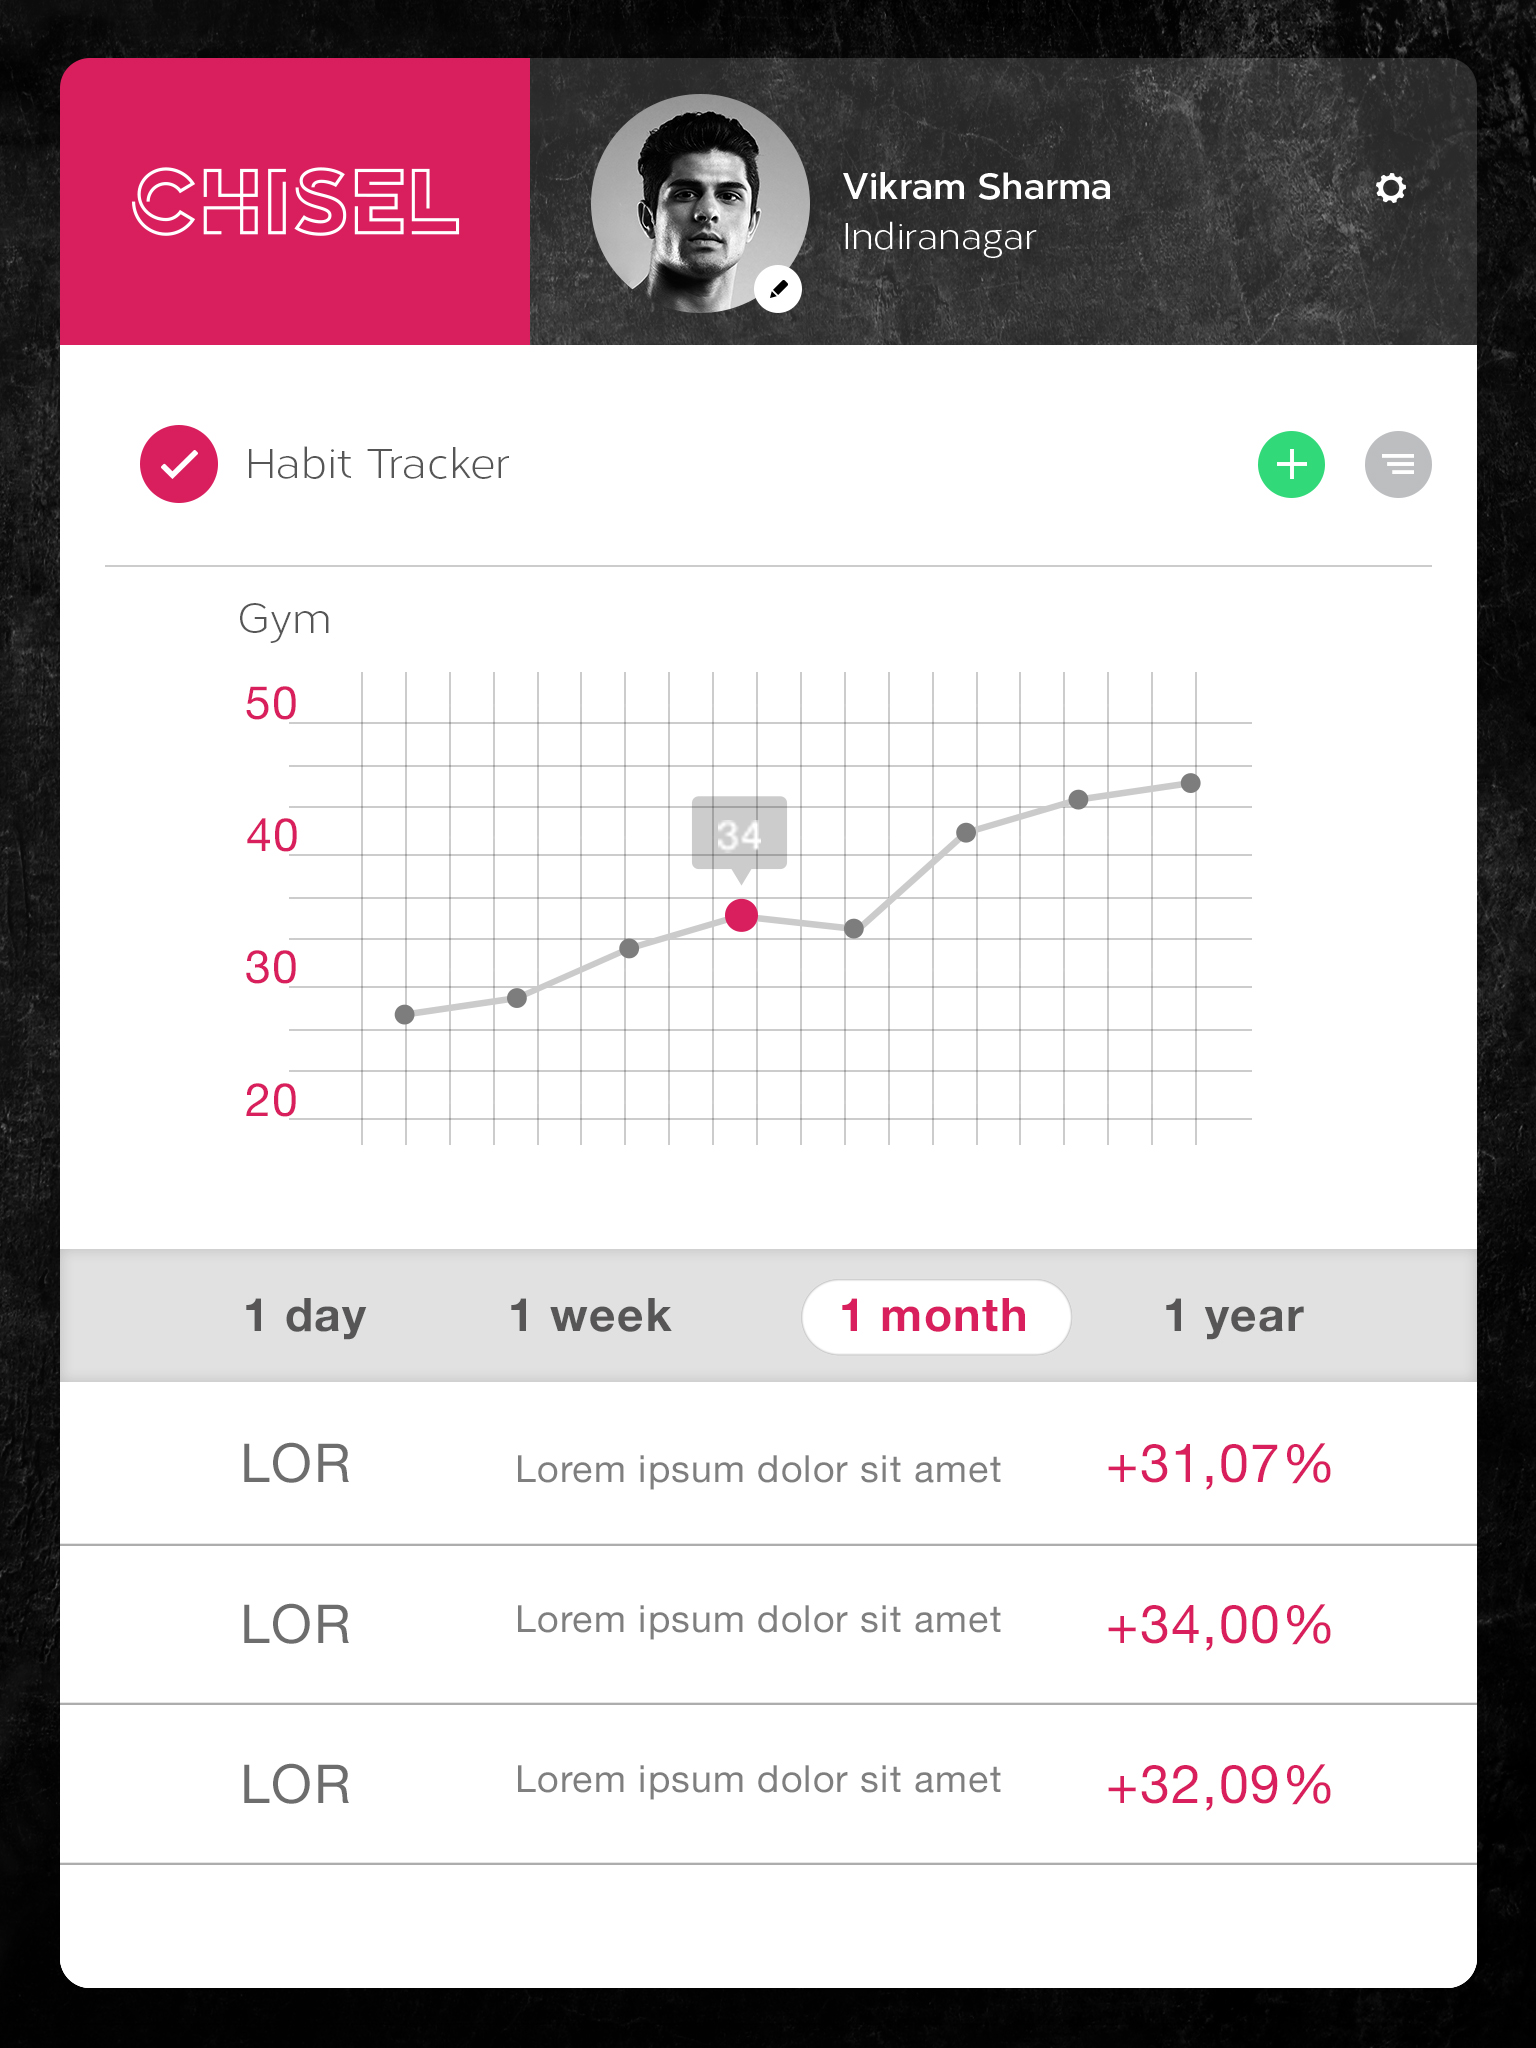 CHISEL
Vikram Sharma
Indiranagar
Habit Tracker
Gym
50
40
34
30
20
1 day 1 week 1 month 1 year
LOR Lorem ipsum dolor sit amet +31,07%
LOR Lorem ipsum dolor sit amet +34,00%
LOR Lorem ipsum dolor sit amet +32,09%